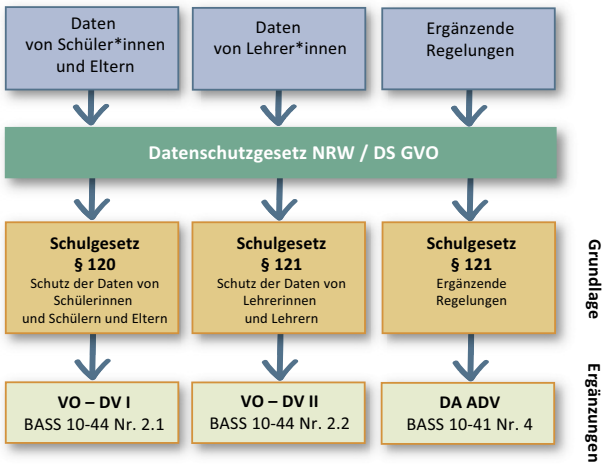 Daten
von Schüler*innen
und Eltern
Daten
von Lehrer*innen
Ergänzende
Regelungen
Datenschutzgesetz NRW / DS GVO
Schulgesetz
§ 120
Schutz der Daten von
Schülerinnen
und Schülern und Eltern
Schulgesetz
§ 121
Schutz der Daten von
Lehrerinnen
und Lehrern
Schulgesetz
§ 121
Ergänzende
Regelungen
Grundlage
VO – DV I
BASS 10-44 Nr. 2.1
VO – DV II
BASS 10-44 Nr. 2.2
DA ADV
BASS 10-41 Nr. 4
Ergänzungen